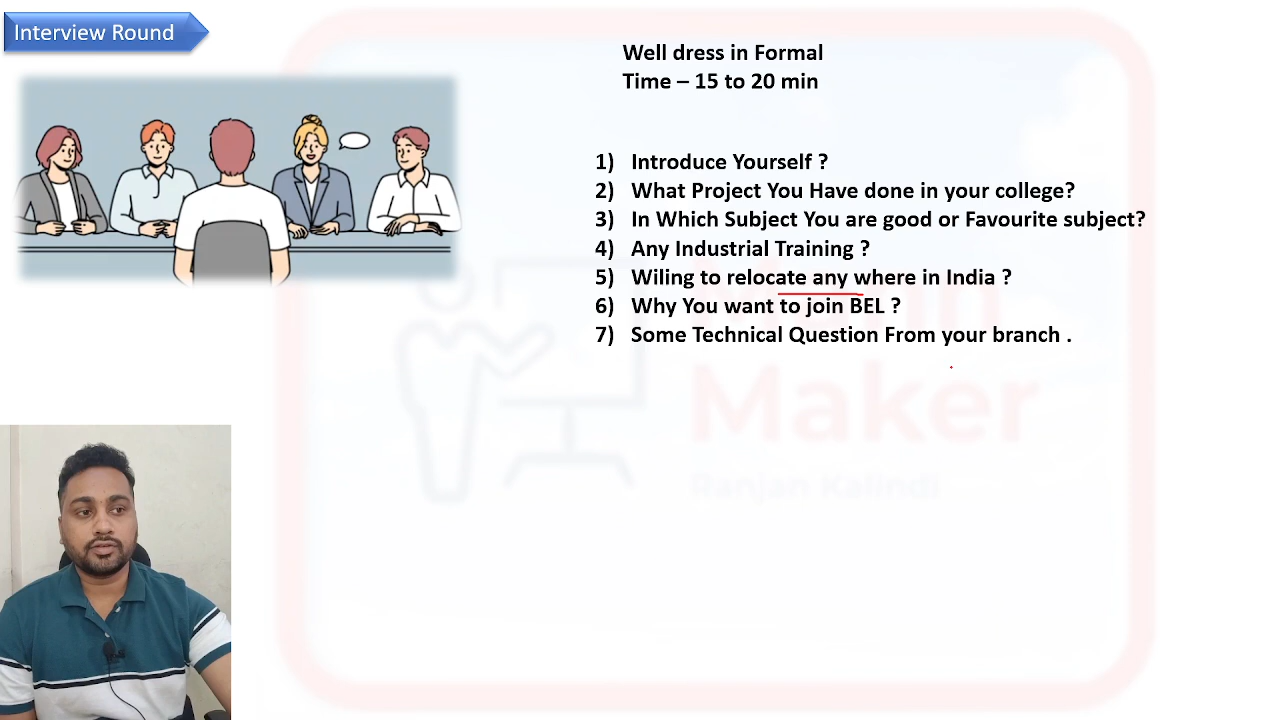 Interview Round
Well dress in Formal
Time – 15 to 20 min
1) Introduce Yourself ?
2) What Project You Have done in your college?
3) In Which Subject You are good or Favourite subject?
4) Any Industrial Training ?
5) Wiling to relocate any where in India ?
6) Why You want to join BEL ?
7) Some Technical Question From your branch .
Maker
Ranjan Kalindi